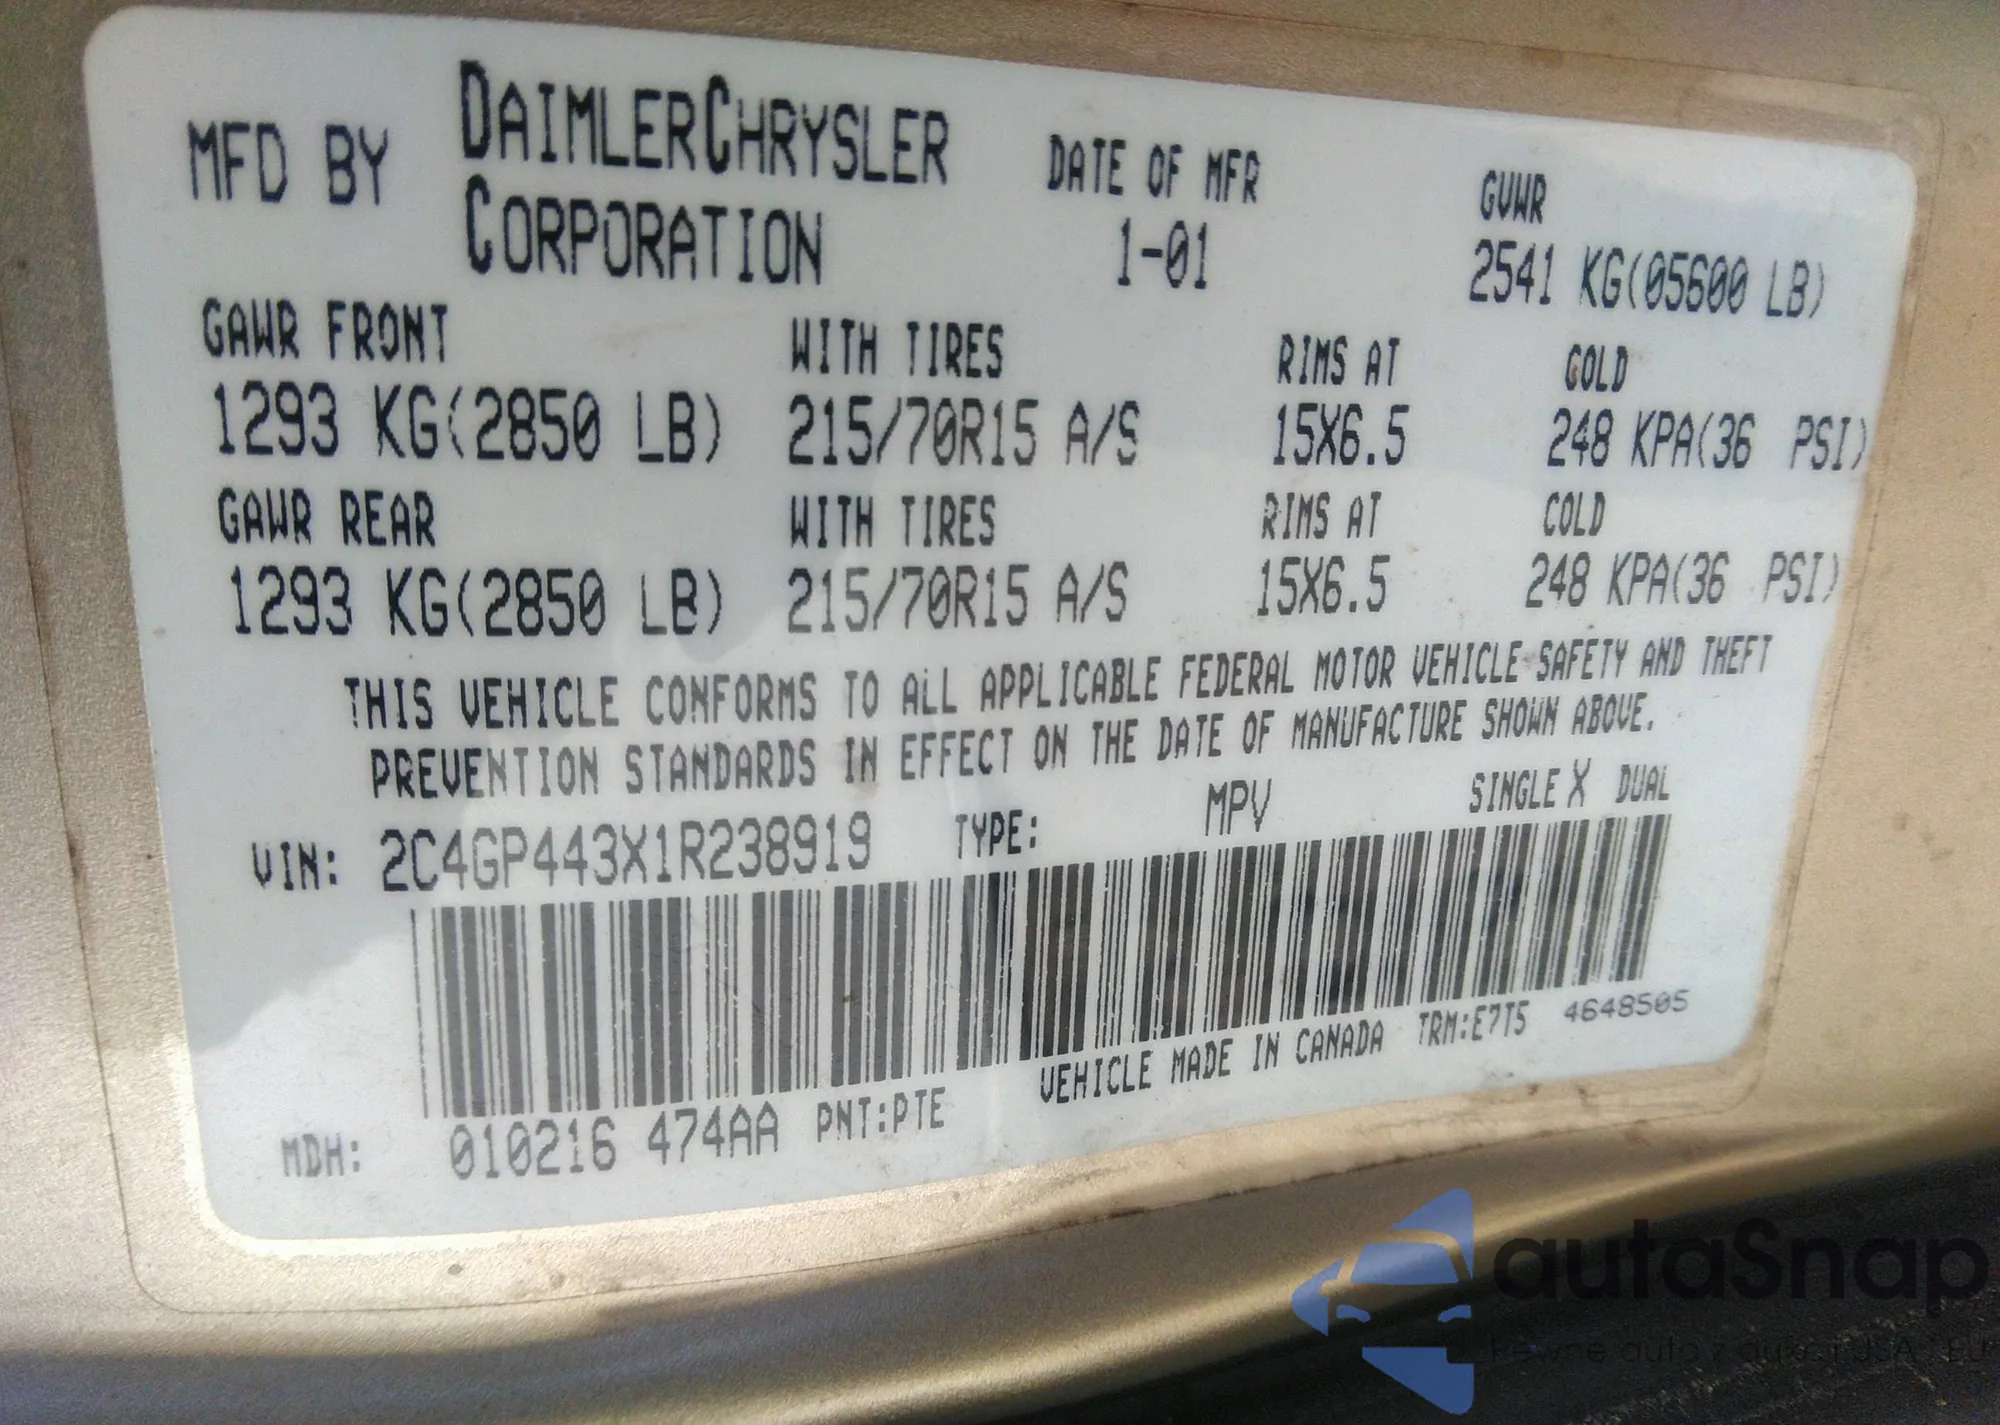 MFD BY DAIMLERCHRYSLER CORPORATION DATE OF MFR 1-01 GVWR 2541 KG(05600 LB)
GAWR FRONT WITH TIRES RIMS AT COLD
1293 KG(2850 LB) 215/70R15 A/S 15X6.5 248 KPA(36 PSI)
GAWR REAR WITH TIRES RIMS AT COLD
1293 KG(2850 LB) 215/70R15 A/S 15X6.5 248 KPA(36 PSI)
THIS VEHICLE CONFORMS TO ALL APPLICABLE FEDERAL MOTOR VEHICLE SAFETY AND THEFT
PREVENTION STANDARDS IN EFFECT ON THE DATE OF MANUFACTURE SHOWN ABOVE.
VIN: 2C4GP443X1R238919 TYPE: MPV SINGLE X DUAL
VEHICLE MADE IN CANADA TRM:E7T5 4648505
MDH: 010216 474AA PNT:PTE
autoSnap